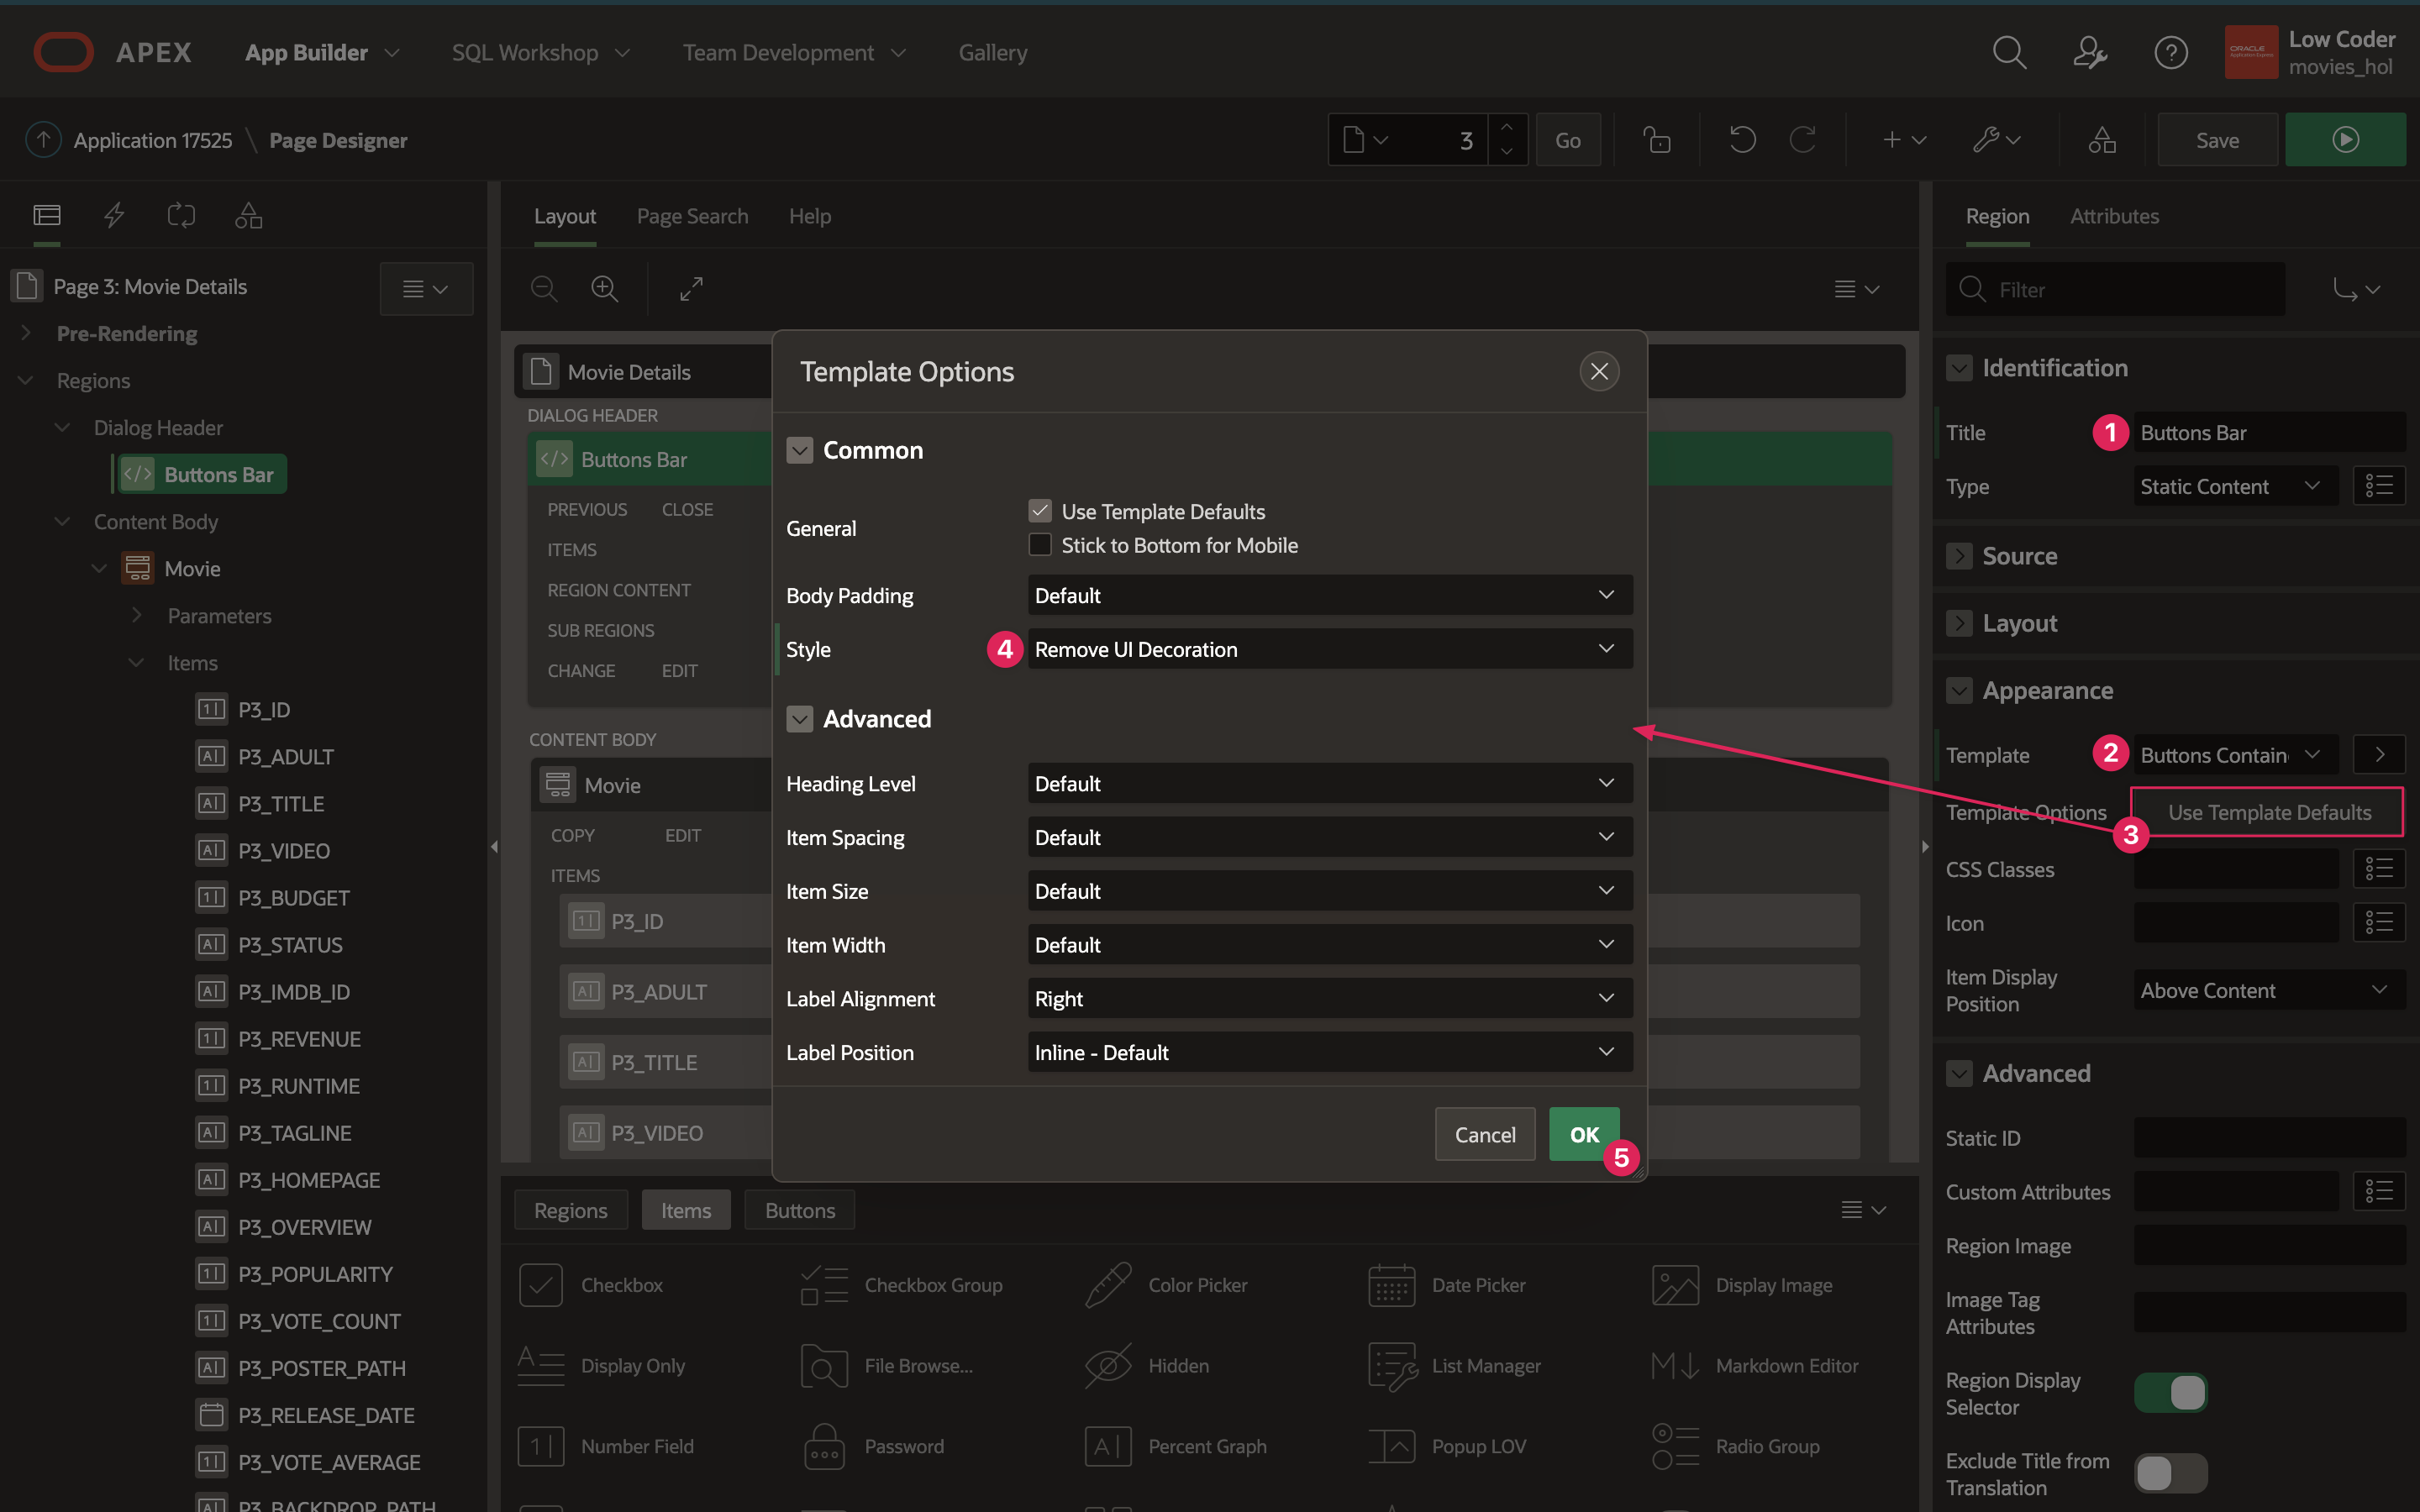 APEX App Builder SQL Workshop Team Development Gallery
ORACLE
Low Coder
movies_hol
Application 17525 \ Page Designer
3 Go Save
Page 3: Movie Details
Pre-Rendering
Regions
Dialog Header
</> Buttons Bar
Content Body
Movie
Parameters
Items
P3_ID
P3_ADULT
P3_TITLE
P3_VIDEO
P3_BUDGET
P3_STATUS
P3_IMDB_ID
P3_REVENUE
P3_RUNTIME
P3_TAGLINE
P3_HOMEPAGE
P3_OVERVIEW
P3_POPULARITY
P3_VOTE_COUNT
P3_POSTER_PATH
P3_RELEASE_DATE
P3_VOTE_AVERAGE
P3_BACKDROP_PATH
Layout Page Search Help
Movie Details
DIALOG HEADER
</> Buttons Bar
PREVIOUS CLOSE
ITEMS
REGION CONTENT
SUB REGIONS
CHANGE EDIT
CONTENT BODY
Movie
COPY EDIT
ITEMS
P3_ID
P3_ADULT
P3_TITLE
P3_VIDEO
Template Options
Common
General
Use Template Defaults
Stick to Bottom for Mobile
Body Padding Default
Style 4 Remove UI Decoration
Advanced
Heading Level Default
Item Spacing Default
Item Size Default
Item Width Default
Label Alignment Right
Label Position Inline - Default
Cancel OK 5
Regions Items Buttons
Checkbox Checkbox Group Color Picker Date Picker Display Image
Display Only File Browse... Hidden List Manager Markdown Editor
Number Field Password Percent Graph Popup LOV Radio Group
Region Attributes
Filter
Identification
Title 1 Buttons Bar
Type Static Content
Source
Layout
Appearance
Template 2 Buttons Contain
Template Options 3 Use Template Defaults
CSS Classes
Icon
Item Display
Position
Above Content
Advanced
Static ID
Custom Attributes
Region Image
Image Tag
Attributes
Region Display
Selector
Exclude Title from
Translation